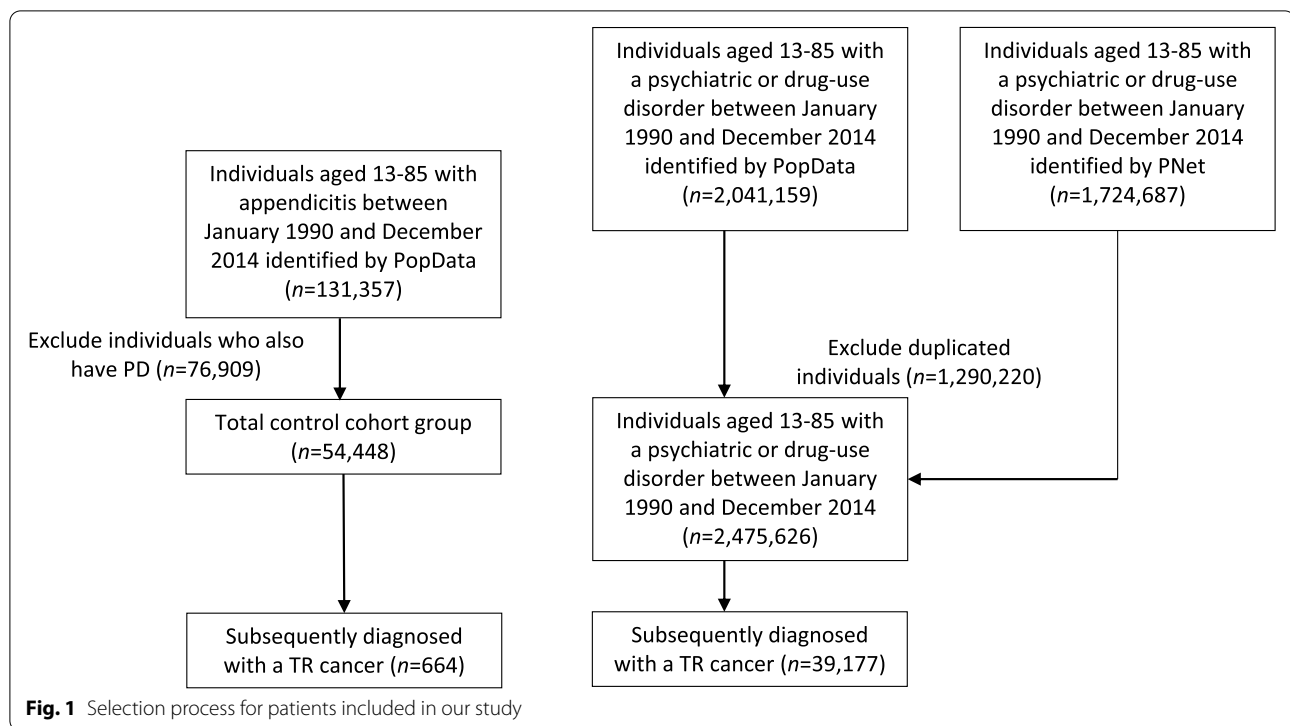 Individuals aged 13-85 with
appendicitis between
January 1990 and December
2014 identified by PopData
(n=131,357)
Exclude individuals who also
have PD (n=76,909)
Total control cohort group
(n=54,448)
Subsequently diagnosed
with a TR cancer (n=664)
Individuals aged 13-85 with
a psychiatric or drug-use
disorder between January
1990 and December 2014
identified by PopData
(n=2,041,159)
Individuals aged 13-85 with
a psychiatric or drug-use
disorder between January
1990 and December 2014
identified by PNet
(n=1,724,687)
Exclude duplicated
individuals (n=1,290,220)
Individuals aged 13-85 with
a psychiatric or drug-use
disorder between January
1990 and December 2014
(n=2,475,626)
Subsequently diagnosed
with a TR cancer (n=39,177)
Fig. 1 Selection process for patients included in our study